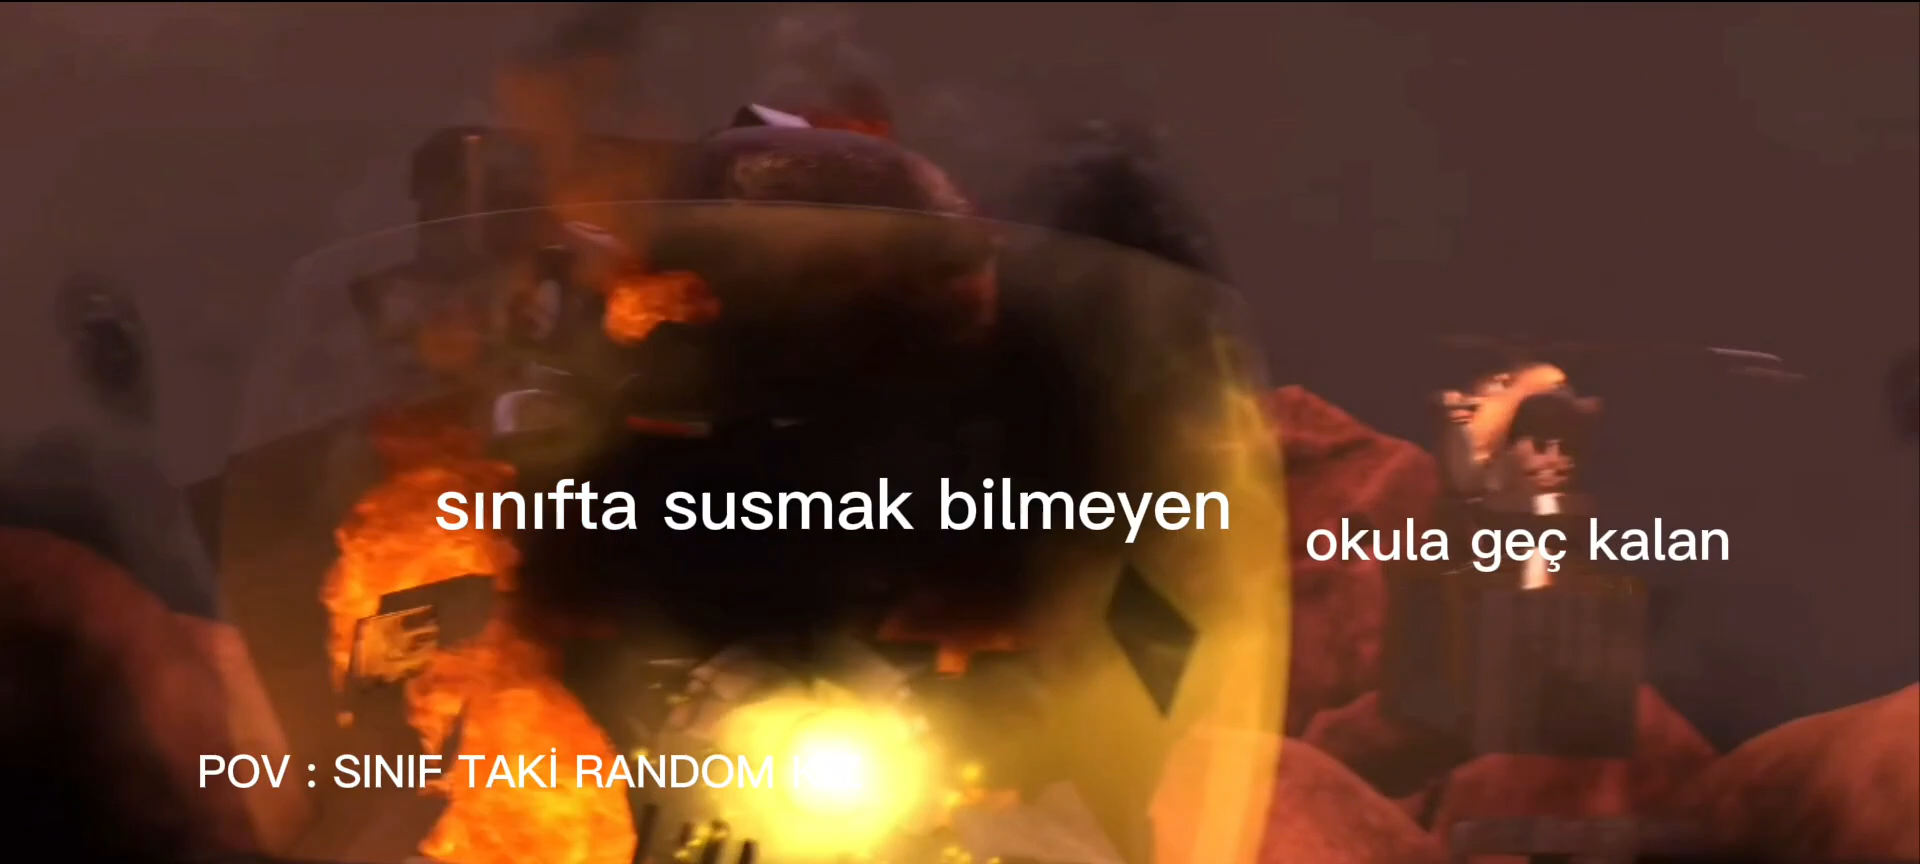 sınıfta susmak bilmeyen
okula geç kalan
POV : SINIF TAKİ RANDOM